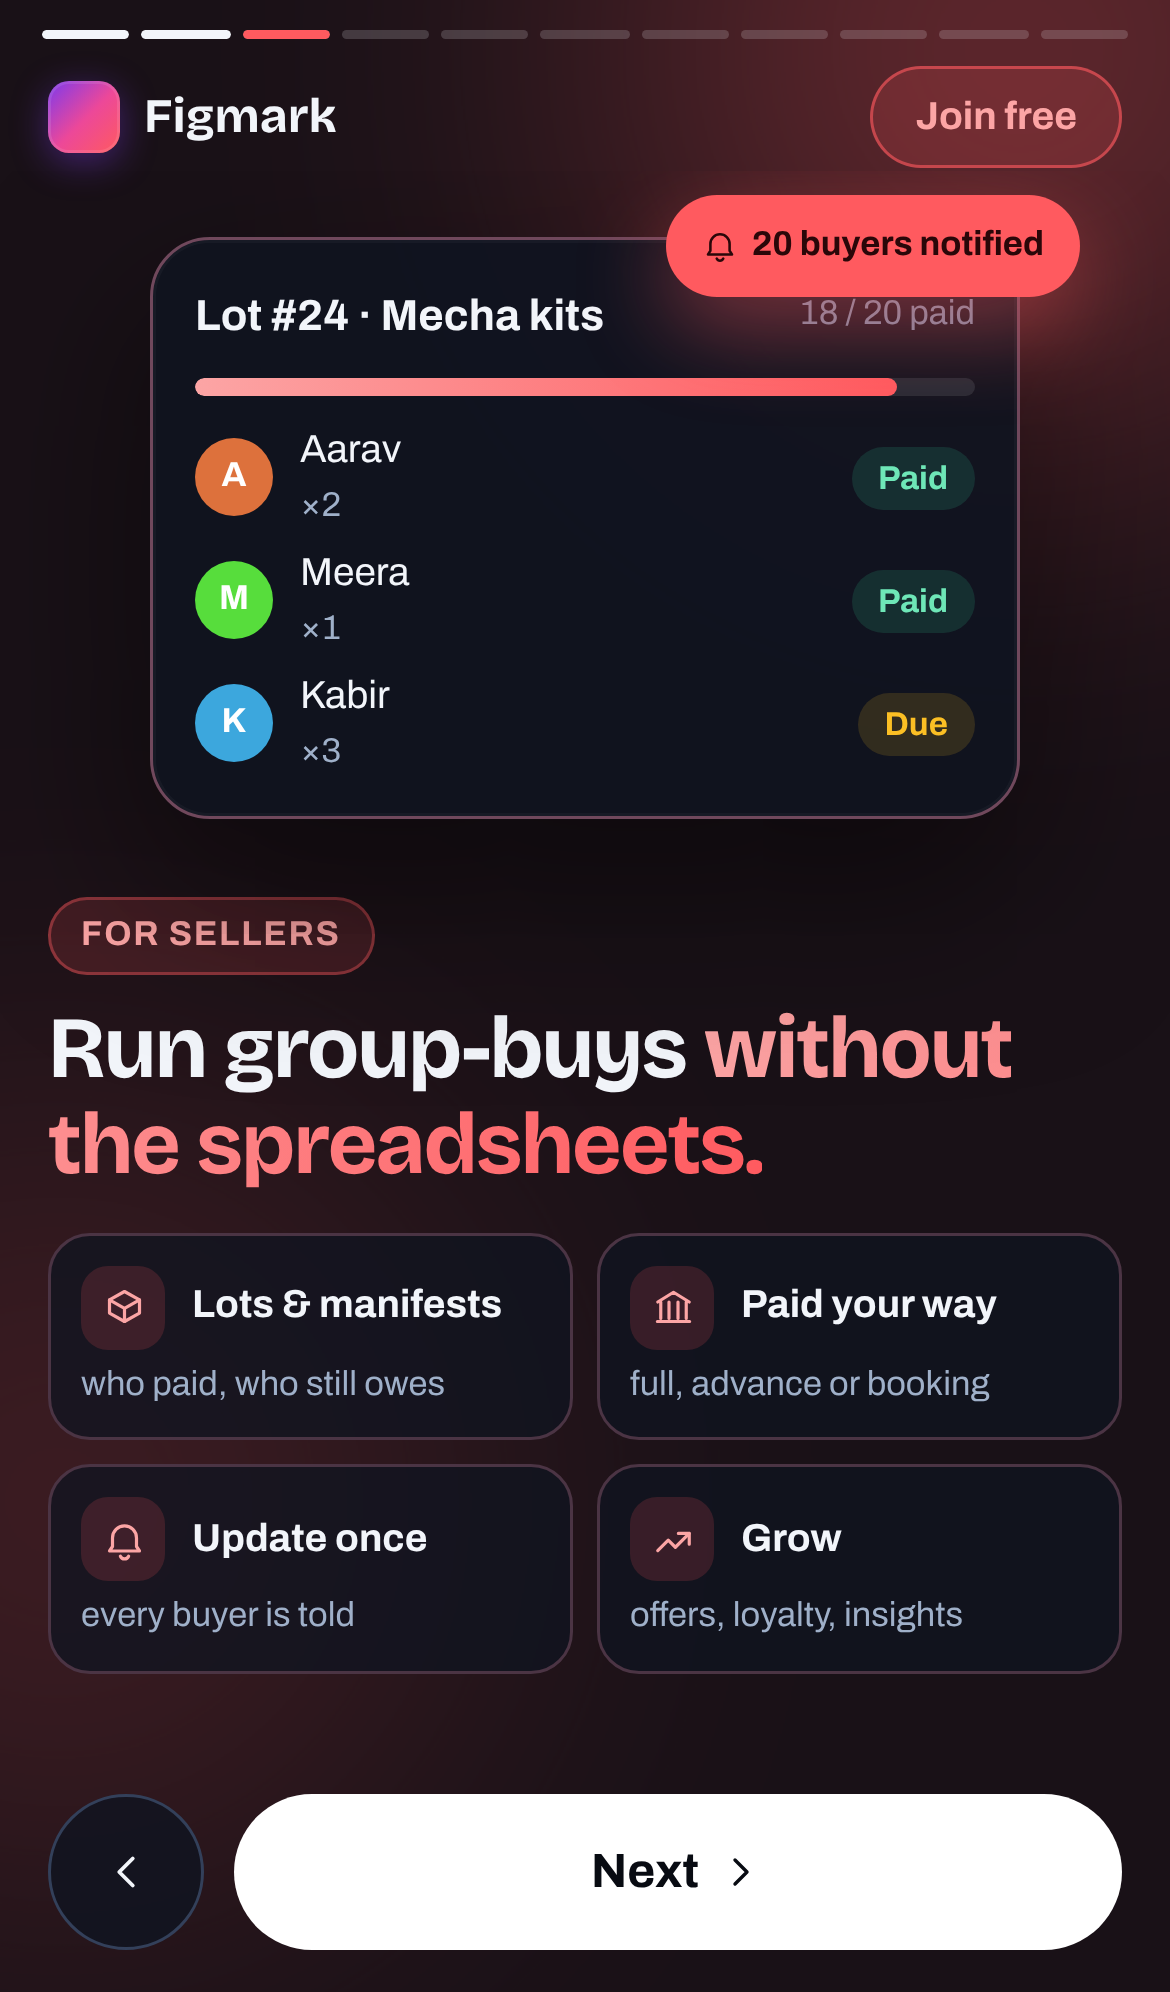 Figmark
Join free
20 buyers notified
Lot #24 · Mecha kits
18 / 20 paid
A
Aarav
×2
Paid
M
Meera
×1
Paid
K
Kabir
×3
Due
FOR SELLERS
Run group-buys without
the spreadsheets.
Lots & manifests
who paid, who still owes
Paid your way
full, advance or booking
Update once
every buyer is told
Grow
offers, loyalty, insights
Next